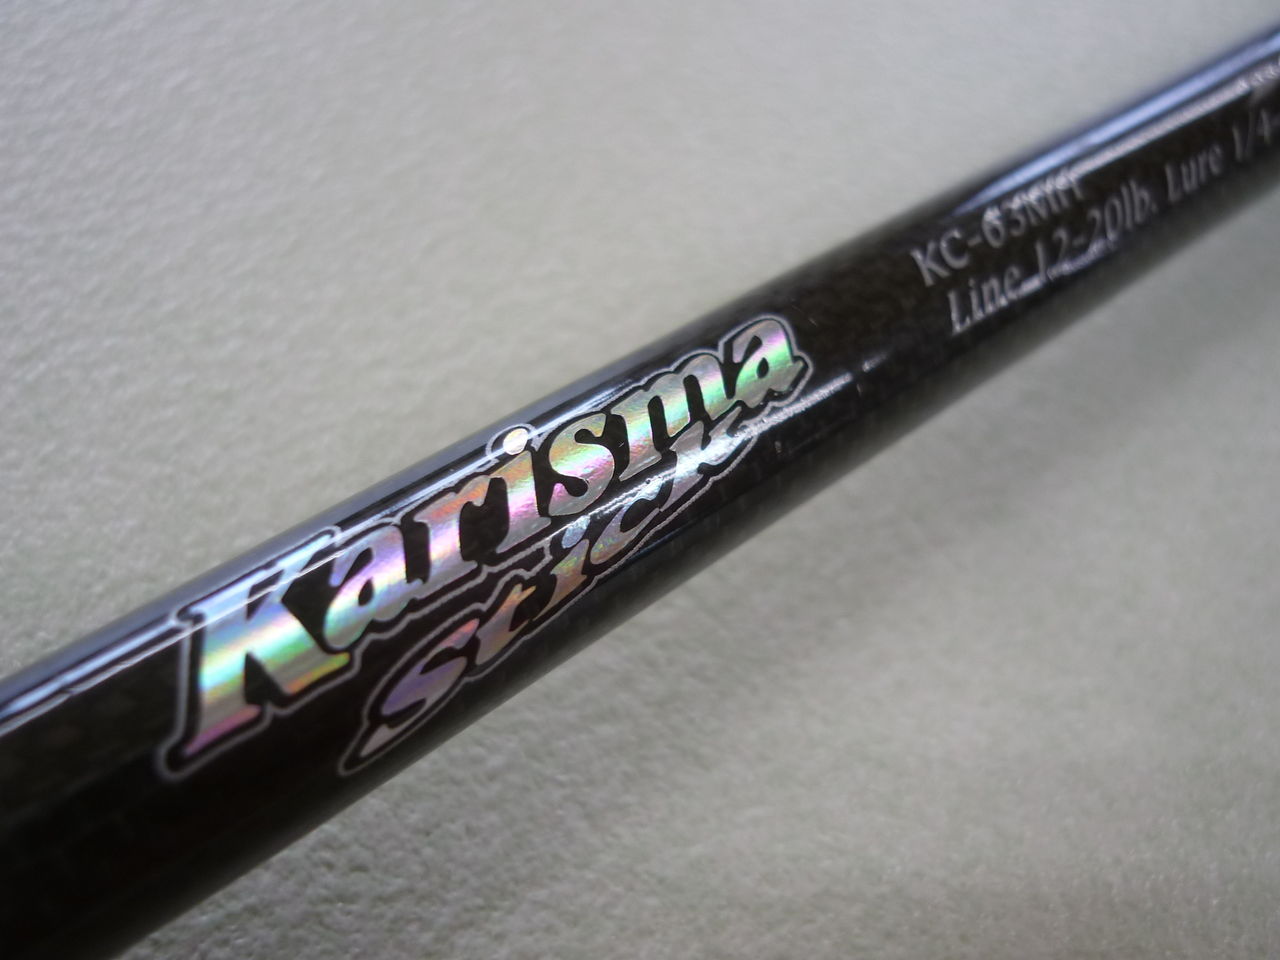 Karisma
Stick
KC-63MH
Line 12-20lb. Lure 1/4-